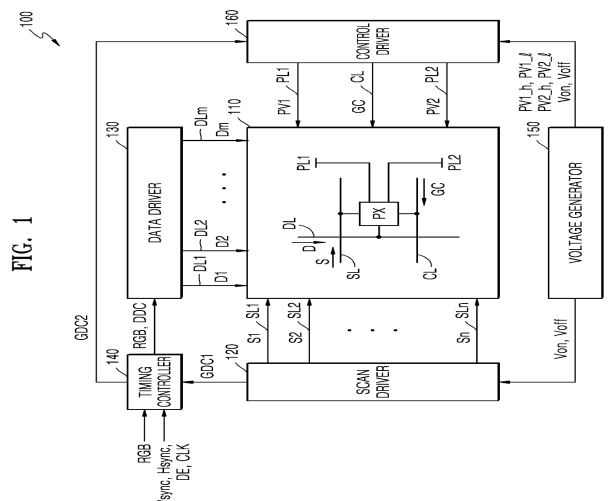 FIG. 1
100
RGB
sync, Hsync,
DE, CLK
140
TIMING
CONTROLLER
RGB, DDC
130
DATA DRIVER
GDC2
GDC1
DL1
DL2
DLm
D1
D2
Dm
. . .
120
SCAN
DRIVER
S1
SL1
S2
SL2
. . . .
Sn
SLn
110
S
SL
D
DL
PX
PL1
PL2
CL
GC
160
CONTROL
DRIVER
PV1
PL1
GC
CL
PV2
PL2
150
VOLTAGE GENERATOR
Von, Voff
PV1_h, PV1_ℓ
PV2_h, PV2_ℓ
Von, Voff